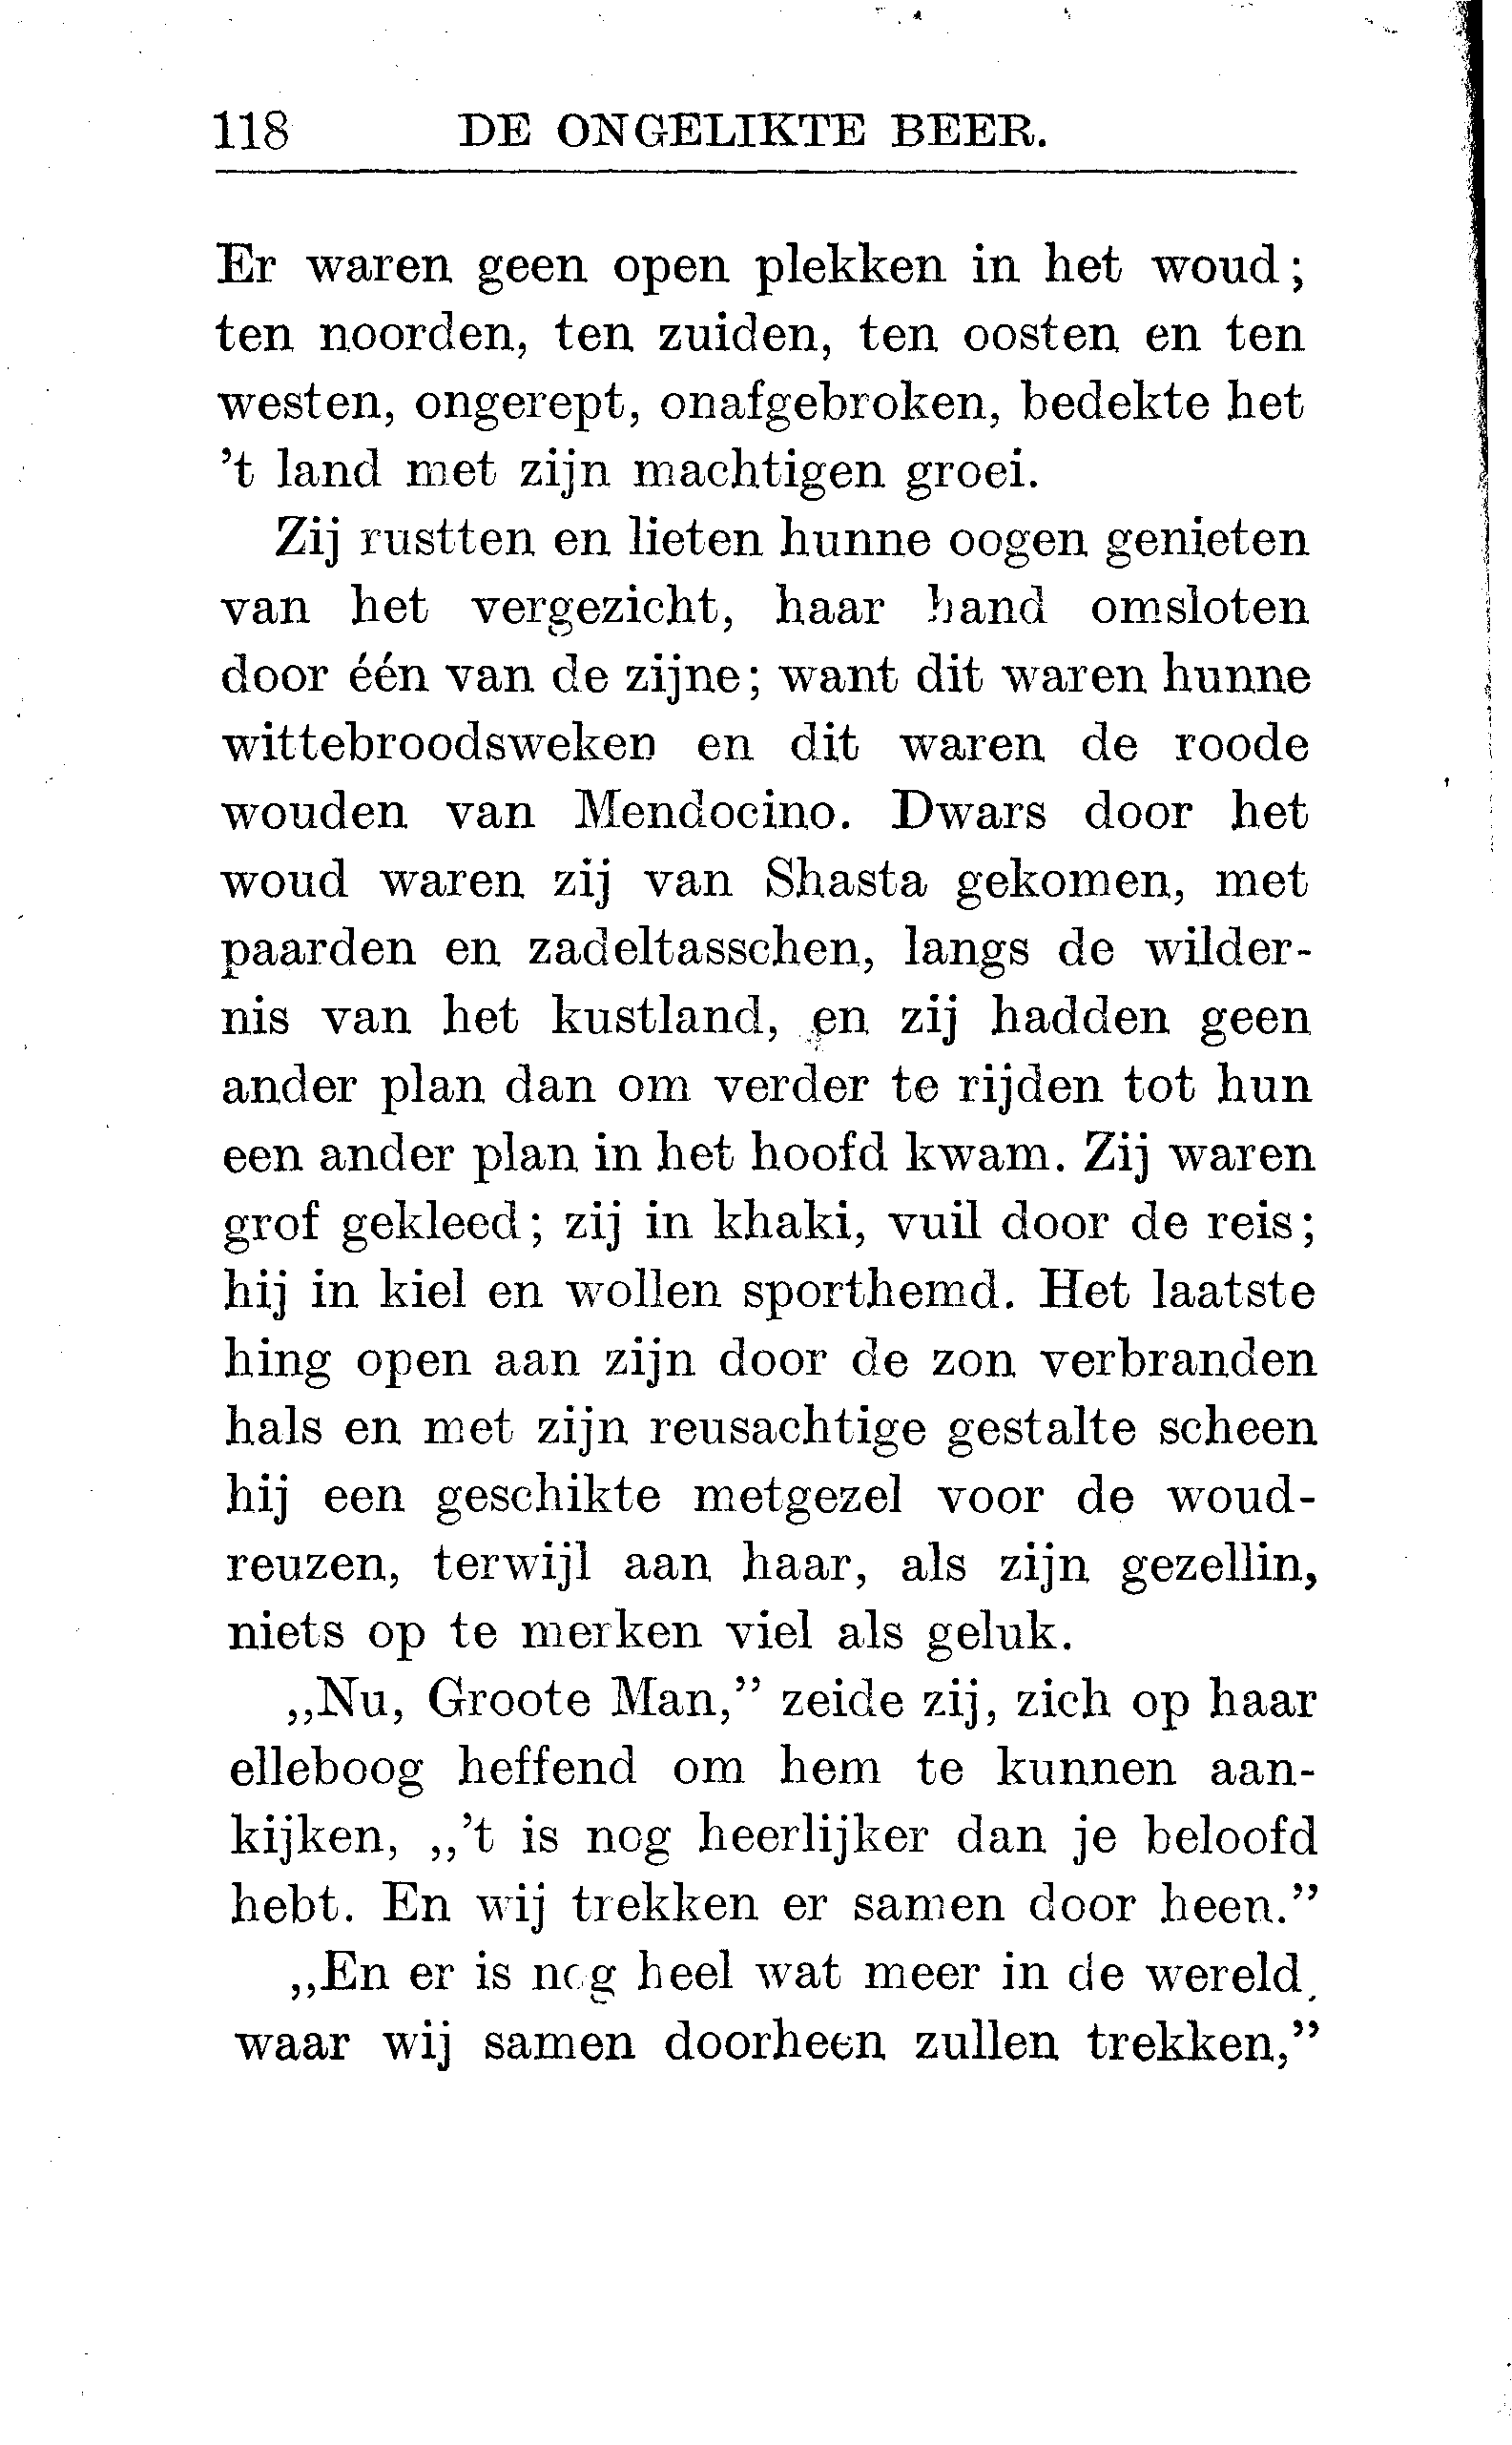 118 DE ONGELIKTE BEER.
Er waren geen open plekken in het woud;
ten noorden, ten zuiden, ten oosten en ten
westen, ongerept, onafgebroken, bedekte het
’t land met zijn machtigen groei.
Zij rustten en lieten hunne oogen genieten
van het vergezicht, haar hand omsloten
door één van de zijne; want dit waren hunne
wittebroodsweken en dit waren de roode
wouden van Mendocino. Dwars door het
woud waren zij van Shasta gekomen, met
paarden en zadeltasschen, langs de wilder-
nis van het kustland, en zij hadden geen
ander plan dan om verder te rijden tot hun
een ander plan in het hoofd kwam. Zij waren
grof gekleed; zij in khaki, vuil door de reis;
hij in kiel en wollen sporthemd. Het laatste
hing open aan zijn door de zon verbranden
hals en met zijn reusachtige gestalte scheen
hij een geschikte metgezel voor de woud-
reuzen, terwijl aan haar, als zijn gezellin,
niets op te merken viel als geluk.
„Nu, Groote Man,” zeide zij, zich op haar
elleboog heffend om hem te kunnen aan-
kijken, „’t is nog heerlijker dan je beloofd
hebt. En wij trekken er samen door heen.”
„En er is nog heel wat meer in de wereld,
waar wij samen doorheen zullen trekken,”